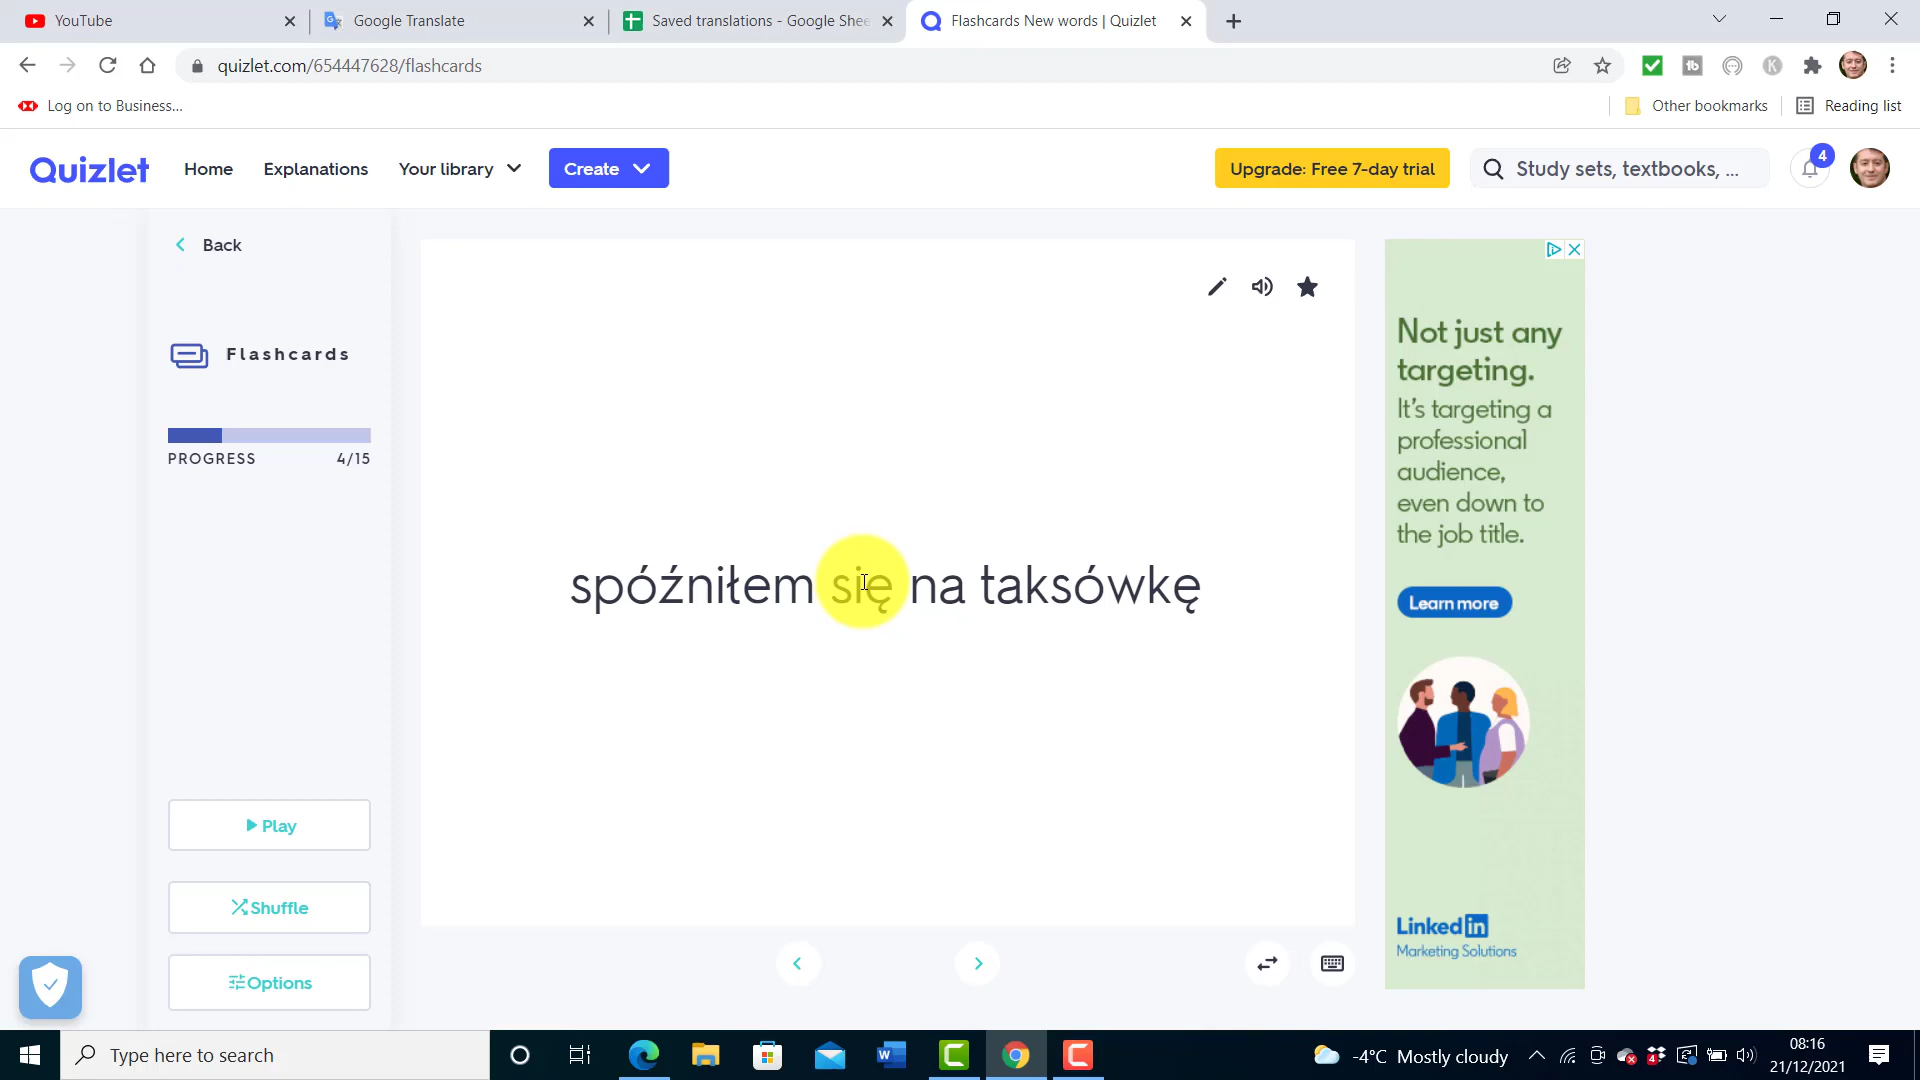 YouTube
Google Translate
Saved translations - Google Shee
Flashcards New words | Quizlet
quizlet.com/654447628/flashcards
Log on to Business...
Other bookmarks
Reading list
Quizlet
Home
Explanations
Your library
Create
Upgrade: Free 7-day trial
Study sets, textbooks, ...
4
Back
Flashcards
PROGRESS 4/15
spóźniłem się na taksówkę
Play
Shuffle
Options
Not just any
targeting.
It's targeting a
professional
audience,
even down to
the job title.
Learn more
LinkedIn
Marketing Solutions
Type here to search
-4°C Mostly cloudy
08:16
21/12/2021